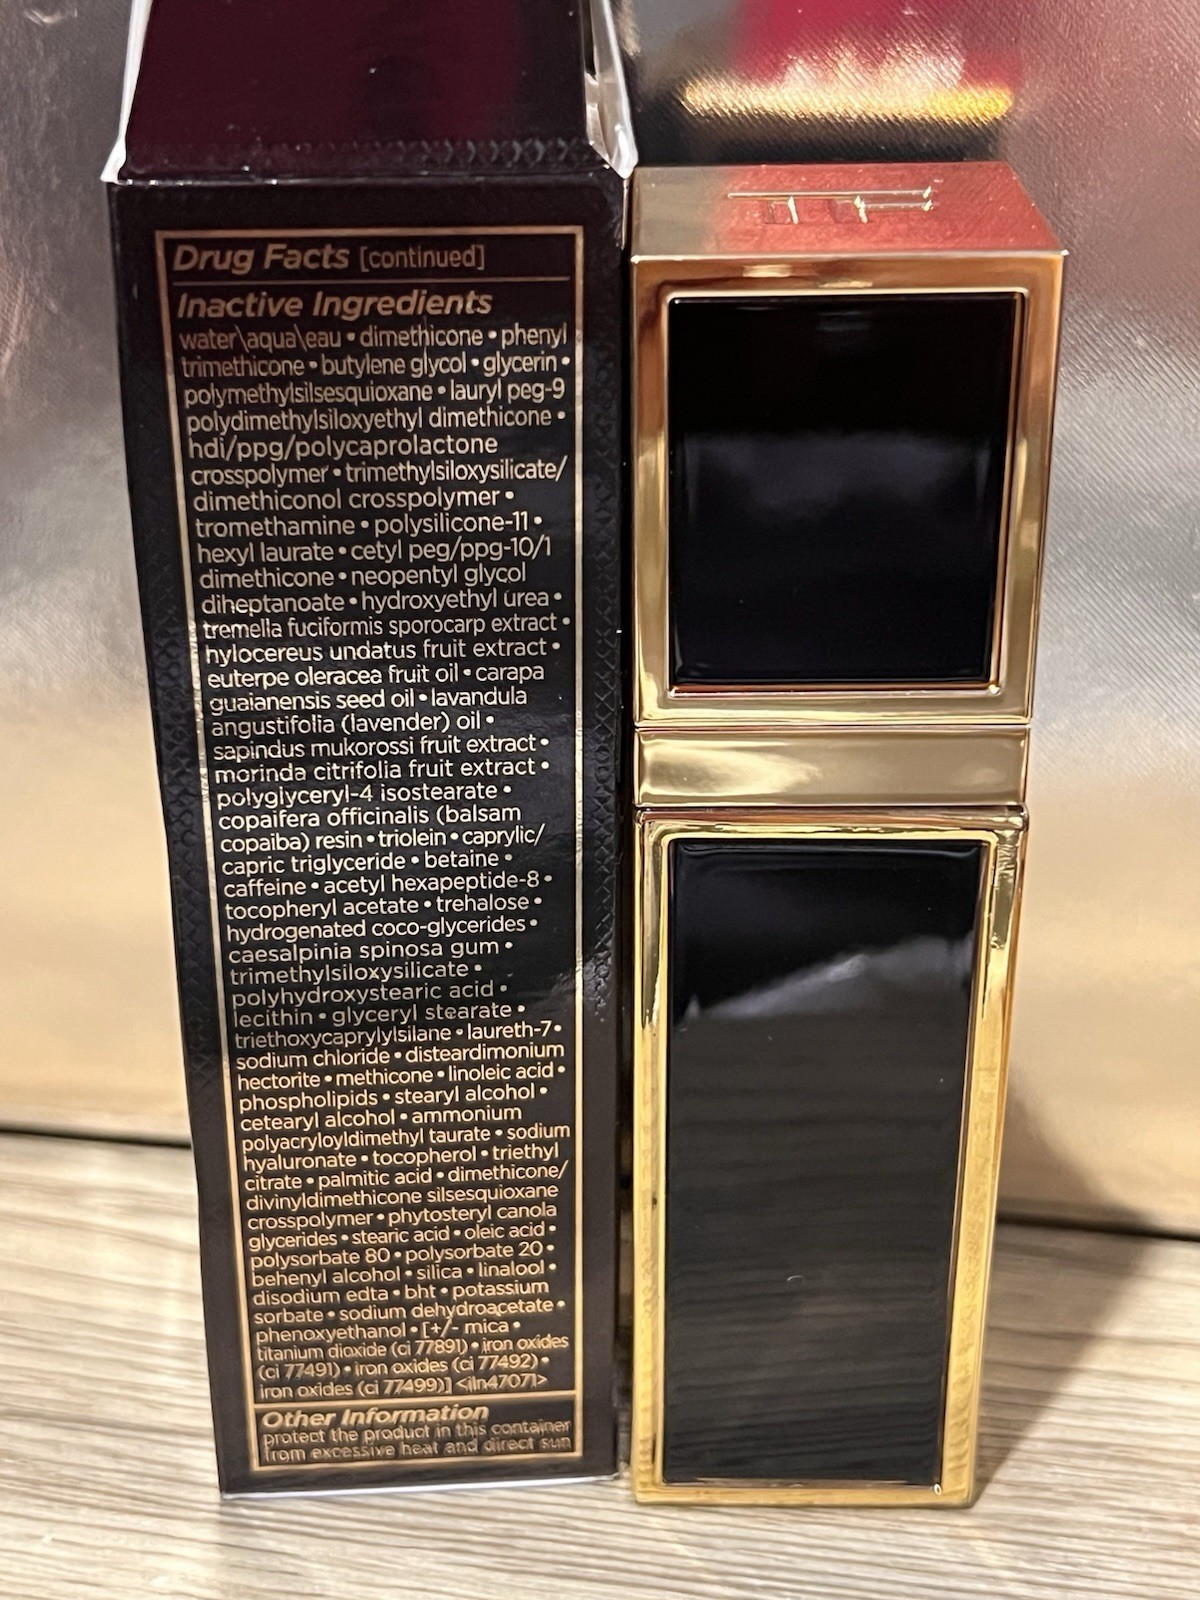 Drug Facts [continued]
Inactive Ingredients
water\aqua\eau • dimethicone • phenyl
trimethicone • butylene glycol • glycerin •
polymethylsilsesquioxane • lauryl peg-9
polydimethylsiloxyethyl dimethicone •
hdi/ppg/polycaprolactone
crosspolymer • trimethylsiloxysilicate/
dimethiconol crosspolymer •
tromethamine • polysilicone-11 •
hexyl laurate • cetyl peg/ppg-10/1
dimethicone • neopentyl glycol
diheptanoate • hydroxyethyl urea •
tremella fuciformis sporocarp extract •
hylocereus undatus fruit extract •
euterpe oleracea fruit oil • carapa
guaianensis seed oil • lavandula
angustifolia (lavender) oil •
sapindus mukorossi fruit extract •
morinda citrifolia fruit extract •
polyglyceryl-4 isostearate •
copaifera officinalis (balsam
copaiba) resin • triolein • caprylic/
capric triglyceride • betaine •
caffeine • acetyl hexapeptide-8 •
tocopheryl acetate • trehalose •
hydrogenated coco-glycerides •
caesalpinia spinosa gum •
trimethylsiloxysilicate •
polyhydroxystearic acid •
lecithin • glyceryl stearate •
triethoxycaprylylsilane • laureth-7 •
sodium chloride • disteardimonium
hectorite • methicone • linoleic acid •
phospholipids • stearyl alcohol •
cetearyl alcohol • ammonium
polyacryloyldimethyl taurate • sodium
hyaluronate • tocopherol • triethyl
citrate • palmitic acid • dimethicone/
divinyldimethicone silsesquioxane
crosspolymer • phytosteryl canola
glycerides • stearic acid • oleic acid •
polysorbate 80 • polysorbate 20 •
behenyl alcohol • silica • linalool •
disodium edta • bht • potassium
sorbate • sodium dehydroacetate •
phenoxyethanol • [+/- mica •
titanium dioxide (ci 77891) • iron oxides
(ci 77491) • iron oxides (ci 77492) •
iron oxides (ci 77499)] <iln47071>
Other Information
protect the product in this container
from excessive heat and direct sun
TF